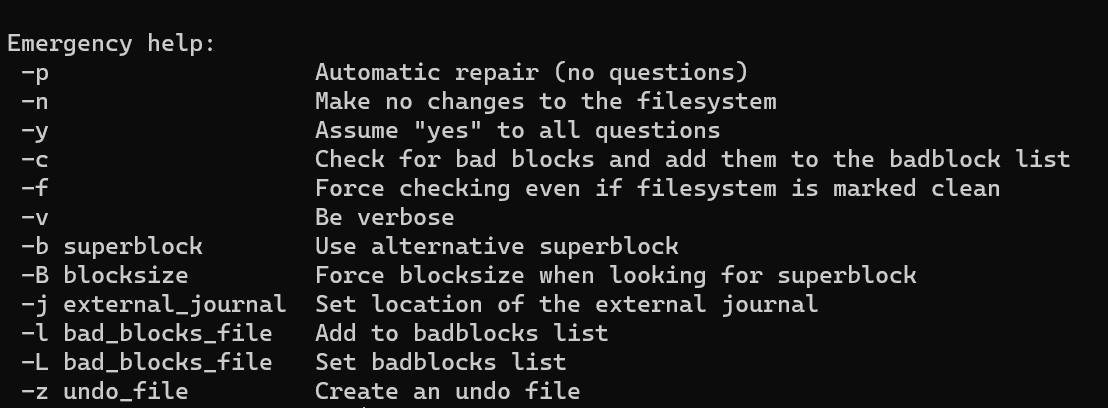 Emergency help:
 -p                   Automatic repair (no questions)
 -n                   Make no changes to the filesystem
 -y                   Assume "yes" to all questions
 -c                   Check for bad blocks and add them to the badblock list
 -f                   Force checking even if filesystem is marked clean
 -v                   Be verbose
 -b superblock        Use alternative superblock
 -B blocksize         Force blocksize when looking for superblock
 -j external_journal  Set location of the external journal
 -l bad_blocks_file   Add to badblocks list
 -L bad_blocks_file   Set badblocks list
 -z undo_file         Create an undo file